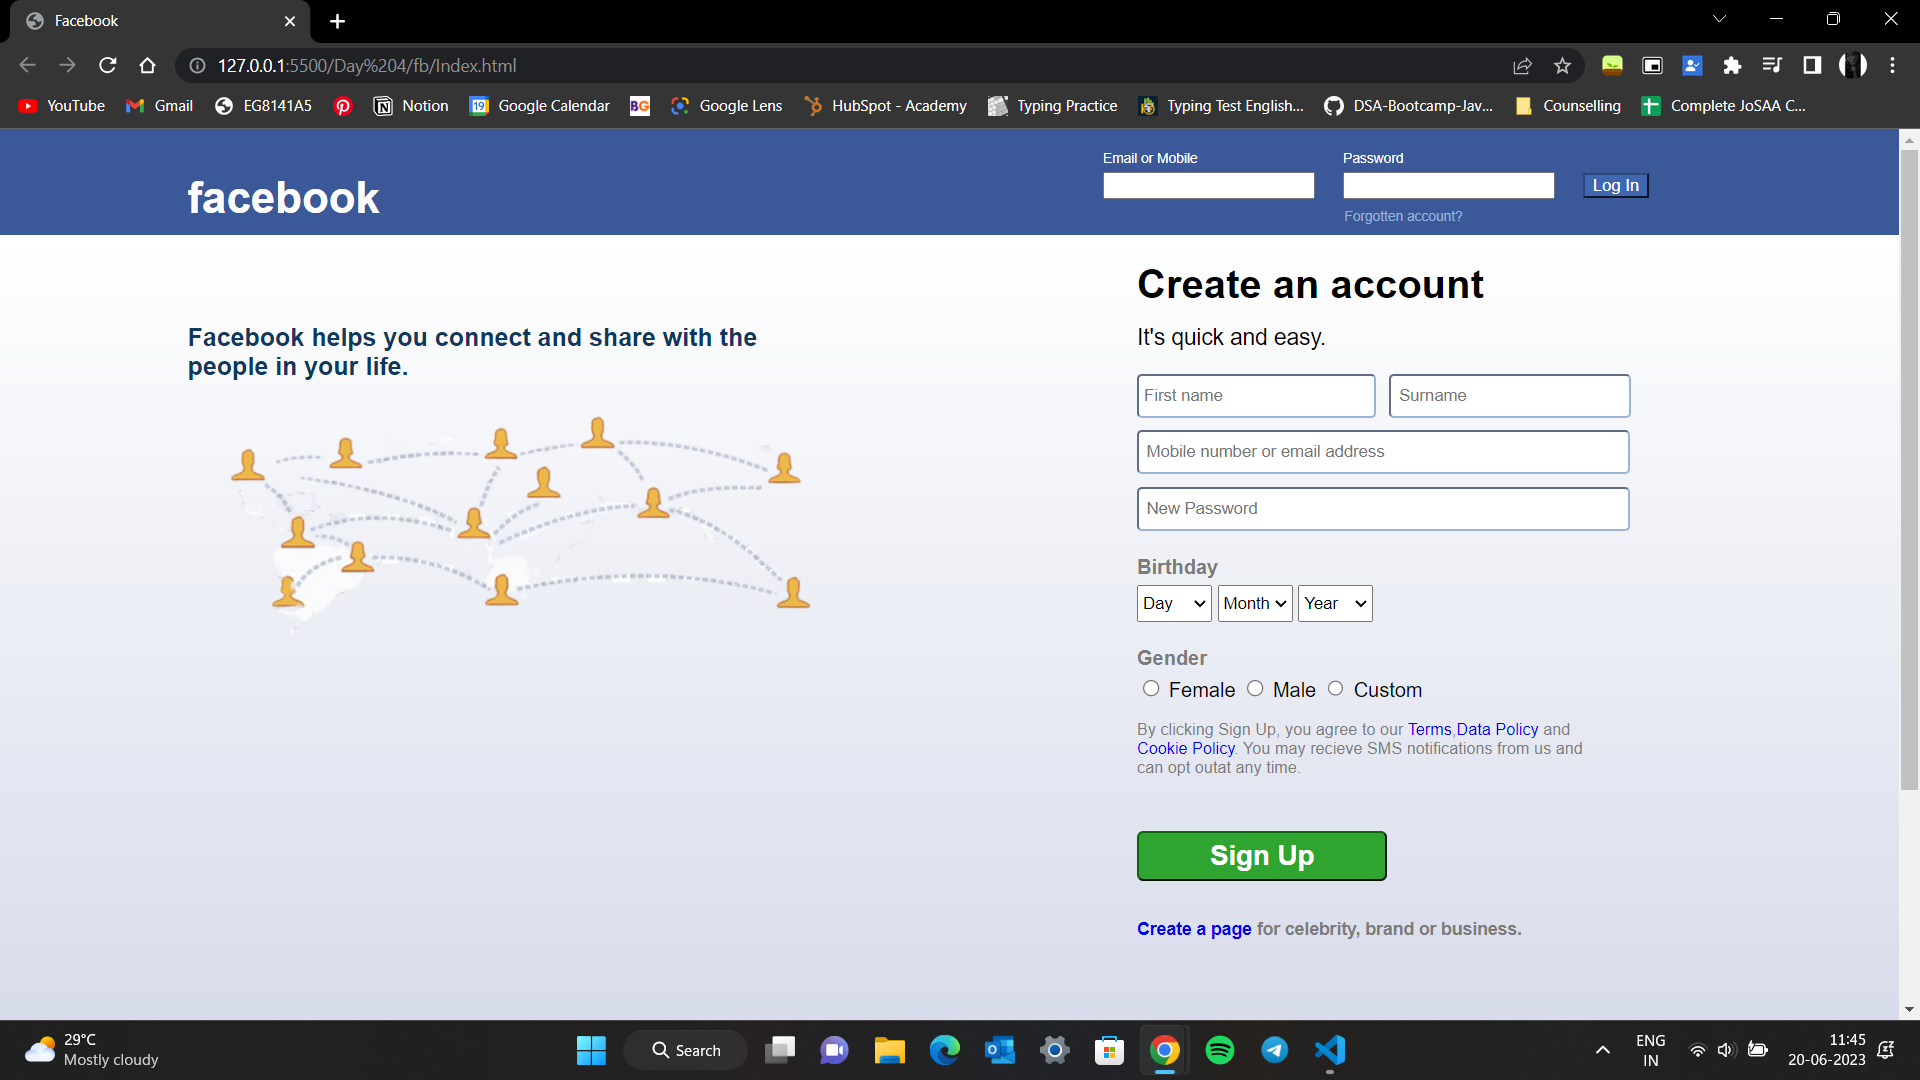 Facebook
127.0.0.1:5500/Day%204/fb/Index.html
YouTube Gmail EG8141A5 Notion 19 Google Calendar BG Google Lens HubSpot - Academy Typing Practice Typing Test English... DSA-Bootcamp-Jav... Counselling Complete JoSAA C...
Email or Mobile Password
facebook
Log In
Forgotten account?
Create an account
Facebook helps you connect and share with the
people in your life.
It's quick and easy.
First name Surname
Mobile number or email address
New Password
Birthday
Day Month Year
Gender
Female Male Custom
By clicking Sign Up, you agree to our Terms,Data Policy and
Cookie Policy. You may recieve SMS notifications from us and
can opt outat any time.
Sign Up
Create a page for celebrity, brand or business.
29°C
Mostly cloudy
Search
ENG
IN
11:45
20-06-2023